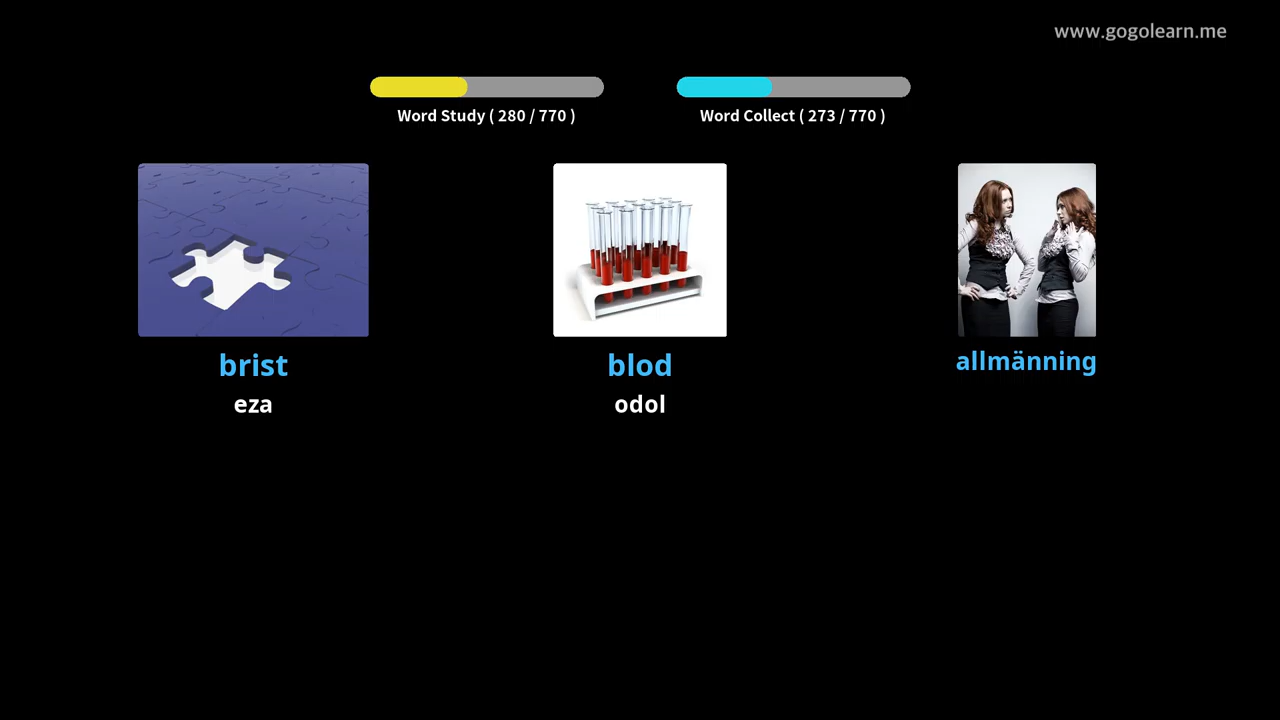 www.gogolearn.me
Word Study ( 280 / 770 )
Word Collect ( 273 / 770 )
brist
blod
allmänning
eza
odol